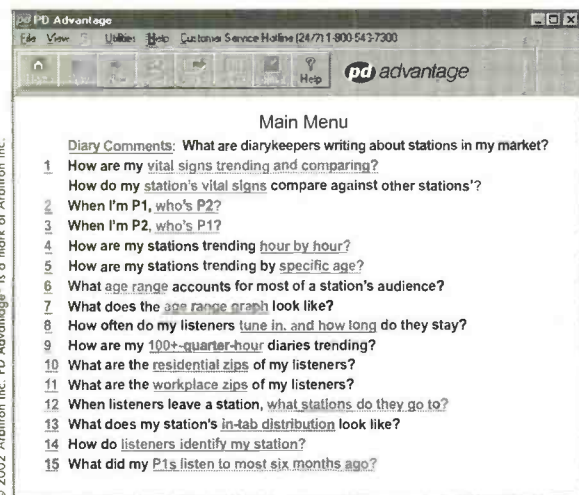 pd PD Advantage
File View Utilities Help Customer Service Hotline (24/7) 1-800-543-7300
Help pd advantage
Main Menu
Diary Comments: What are diarykeepers writing about stations in my market?
1 How are my vital signs trending and comparing?
How do my station's vital signs compare against other stations'?
2 When I'm P1, who's P2?
3 When I'm P2, who's P1?
4 How are my stations trending hour by hour?
5 How are my stations trending by specific age?
6 What age range accounts for most of a station's audience?
7 What does the age range graph look like?
8 How often do my listeners tune in. and how long do they stay?
9 How are my 100+-quarter-hour diaries trending?
10 What are the residential zips of my listeners?
11 What are the workplace zips of my listeners?
12 When listeners leave a station, what stations do they go to?
13 What does my station's in-tab distribution look like?
14 How do listeners identify my station?
15 What did my P1s listen to most six months ago?
© 2002 Arbitron Inc. PD Advantage® is a mark of Arbitron Inc.